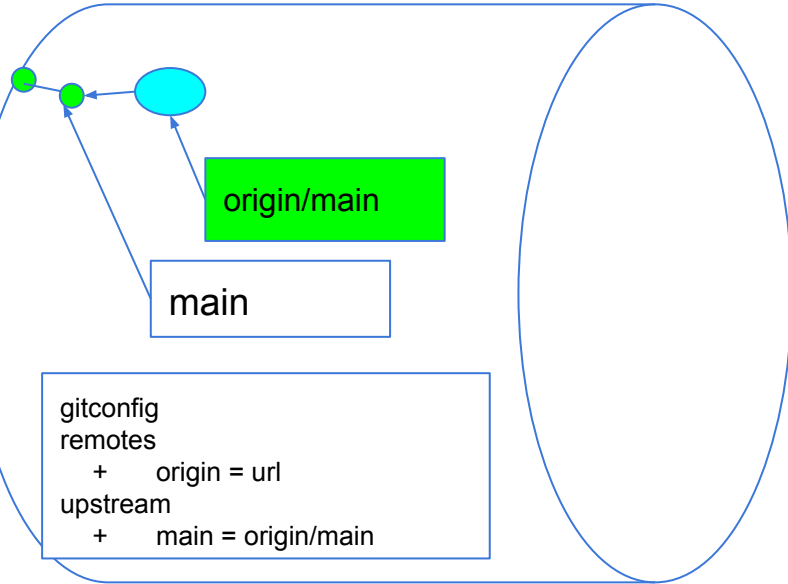 origin/main
main
gitconfig
remotes
+ origin = url
upstream
+ main = origin/main